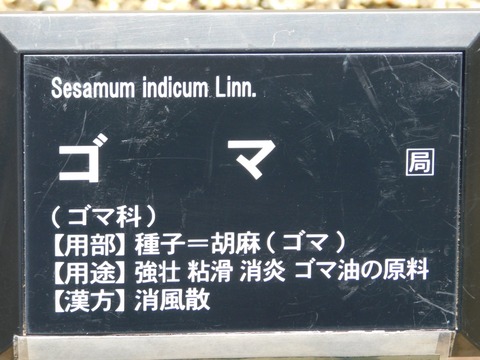 Sesamum indicum Linn.
ゴマ 局
(ゴマ科)
【用部】種子=胡麻(ゴマ)
【用途】強壮 粘滑 消炎 ゴマ油の原料
【漢方】消風散